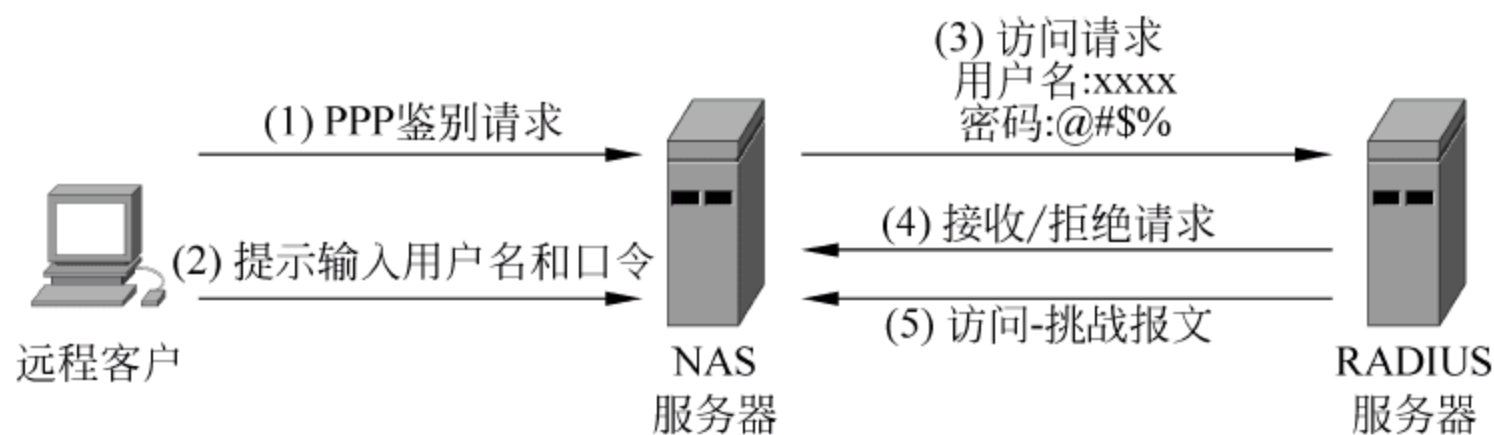 (3) 访问请求
用户名:xxxx
密码:@#$%
(1) PPP鉴别请求
(4) 接收/拒绝请求
(2) 提示输入用户名和口令
(5) 访问-挑战报文
远程客户
NAS
服务器
RADIUS
服务器